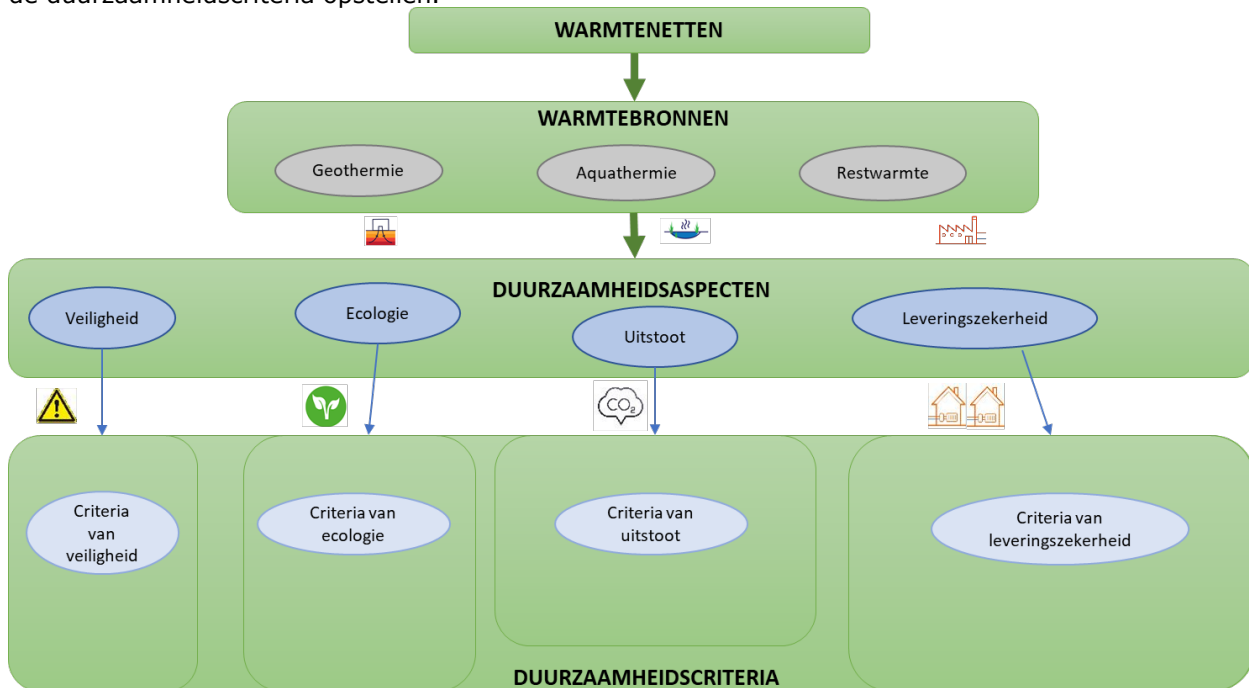 de duurzaamheidscriteria opstellen.
WARMTENETTEN
WARMTEBRONNEN
Geothermie
Aquathermie
Restwarmte
DUURZAAMHEIDSASPECTEN
Veiligheid
Ecologie
Uitstoot
Leveringszekerheid
CO2
Criteria
van
veiligheid
Criteria van
ecologie
Criteria van
uitstoot
Criteria van
leveringszekerheid
DUURZAAMHEIDSCRITERIA